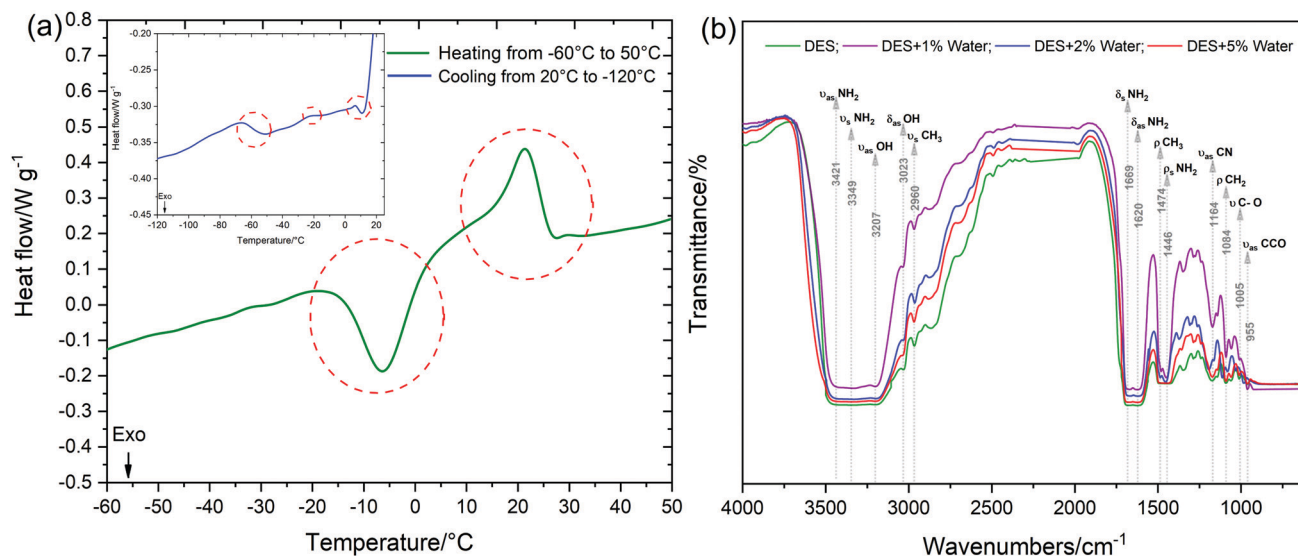 (a)
0.8
0.7
0.6
0.5
0.4
0.3
0.2
0.1
0.0
-0.1
-0.2
-0.3
-0.4
-0.5
Heat flow/W g⁻¹
-60
-50
-40
-30
-20
-10
0
10
20
30
40
50
Temperature/°C
Exo
Heating from -60°C to 50°C
Cooling from 20°C to -120°C
-0.20
-0.25
-0.30
-0.35
-0.40
-0.45
Heat flow/W g⁻¹
Exo
-120
-100
-80
-60
-40
-20
0
20
Temperature/°C
(b)
DES; DES+1% Water; DES+2% Water; DES+5% Water
Transmittance/%
υas NH2
υs NH2
υas OH
δas OH
υs CH3
δs NH2
δas NH2
ρ CH3
ρs NH2
υas CN
ρ CH2
υ C- O
υas CCO
3421
3349
3207
3023
2960
1669
1620
1474
1446
1164
1084
1005
955
4000
3500
3000
2500
2000
1500
1000
Wavenumbers/cm⁻¹